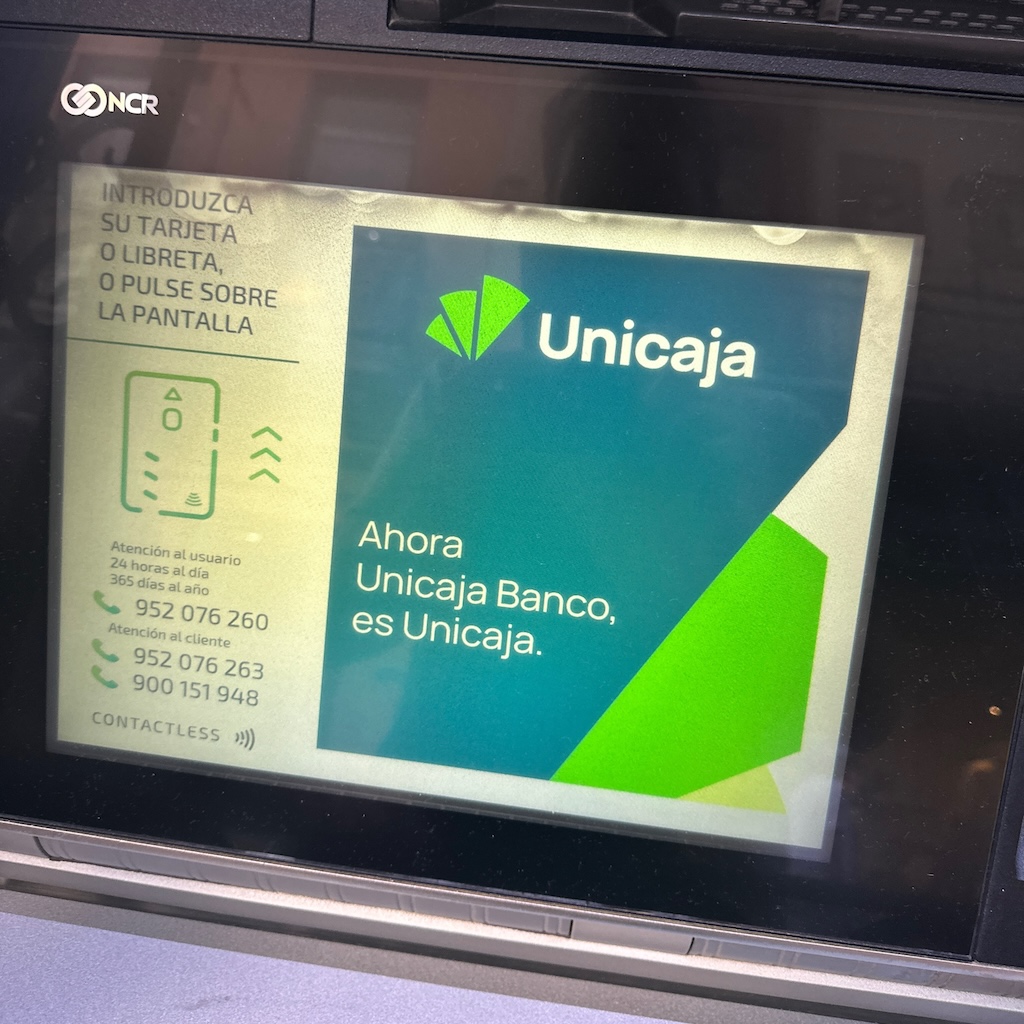 NCR
INTRODUZCA
SU TARJETA
O LIBRETA,
O PULSE SOBRE
LA PANTALLA
Atención al usuario
24 horas al día
365 días al año
952 076 260
Atención al cliente
952 076 263
900 151 948
CONTACTLESS
Unicaja
Ahora
Unicaja Banco,
es Unicaja.